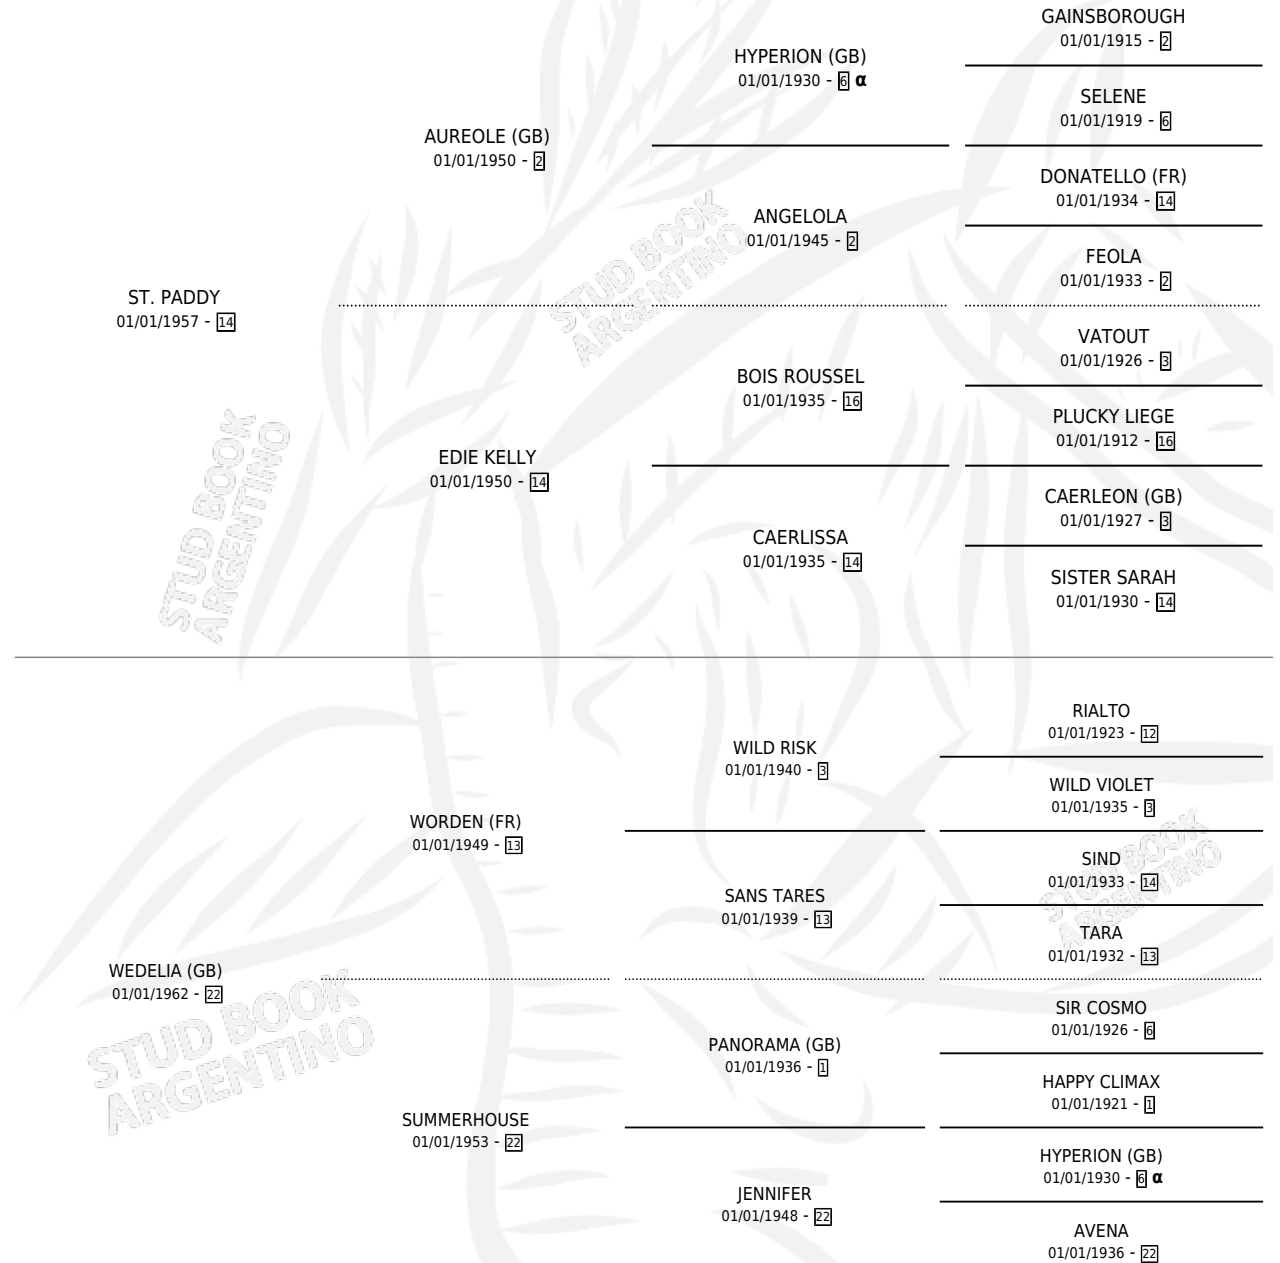 GAINSBOROUGH
01/01/1915 - 2
HYPERION (GB)
01/01/1930 - 6 α
SELENE
01/01/1919 - 6
AUREOLE (GB)
01/01/1950 - 2
DONATELLO (FR)
01/01/1934 - 14
ANGELOLA
01/01/1945 - 2
FEOLA
01/01/1933 - 2
STUD BOOK
ARGENTINO
ST. PADDY
01/01/1957 - 14
VATOUT
01/01/1926 - 3
BOIS ROUSSEL
01/01/1935 - 16
PLUCKY LIEGE
01/01/1912 - 16
EDIE KELLY
01/01/1950 - 14
CAERLEON (GB)
01/01/1927 - 3
CAERLISSA
01/01/1935 - 14
SISTER SARAH
01/01/1930 - 14
STUD BOOK
ARGENTINO
RIALTO
01/01/1923 - 12
WILD RISK
01/01/1940 - 3
WILD VIOLET
01/01/1935 - 3
WORDEN (FR)
01/01/1949 - 13
SIND
01/01/1933 - 14
SANS TARES
01/01/1939 - 13
TARA
01/01/1932 - 13
STUD BOOK
ARGENTINO
WEDELIA (GB)
01/01/1962 - 22
SIR COSMO
01/01/1926 - 6
PANORAMA (GB)
01/01/1936 - 1
HAPPY CLIMAX
01/01/1921 - 1
STUD BOOK
ARGENTINO
SUMMERHOUSE
01/01/1953 - 22
HYPERION (GB)
01/01/1930 - 6 α
JENNIFER
01/01/1948 - 22
AVENA
01/01/1936 - 22